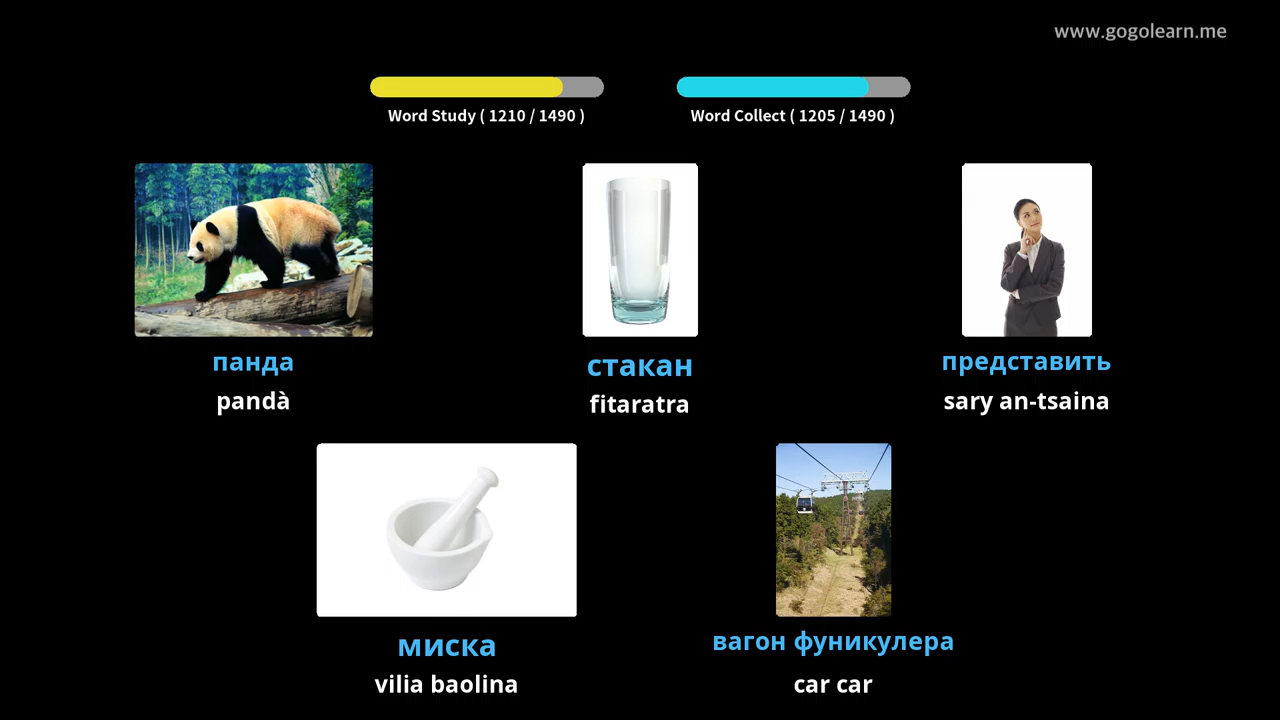 www.gogolearn.me
Word Study ( 1210 / 1490 )
Word Collect ( 1205 / 1490 )
панда
pandà
стакан
fitaratra
представить
sary an-tsaina
миска
vilia baolina
вагон фуникулера
car car